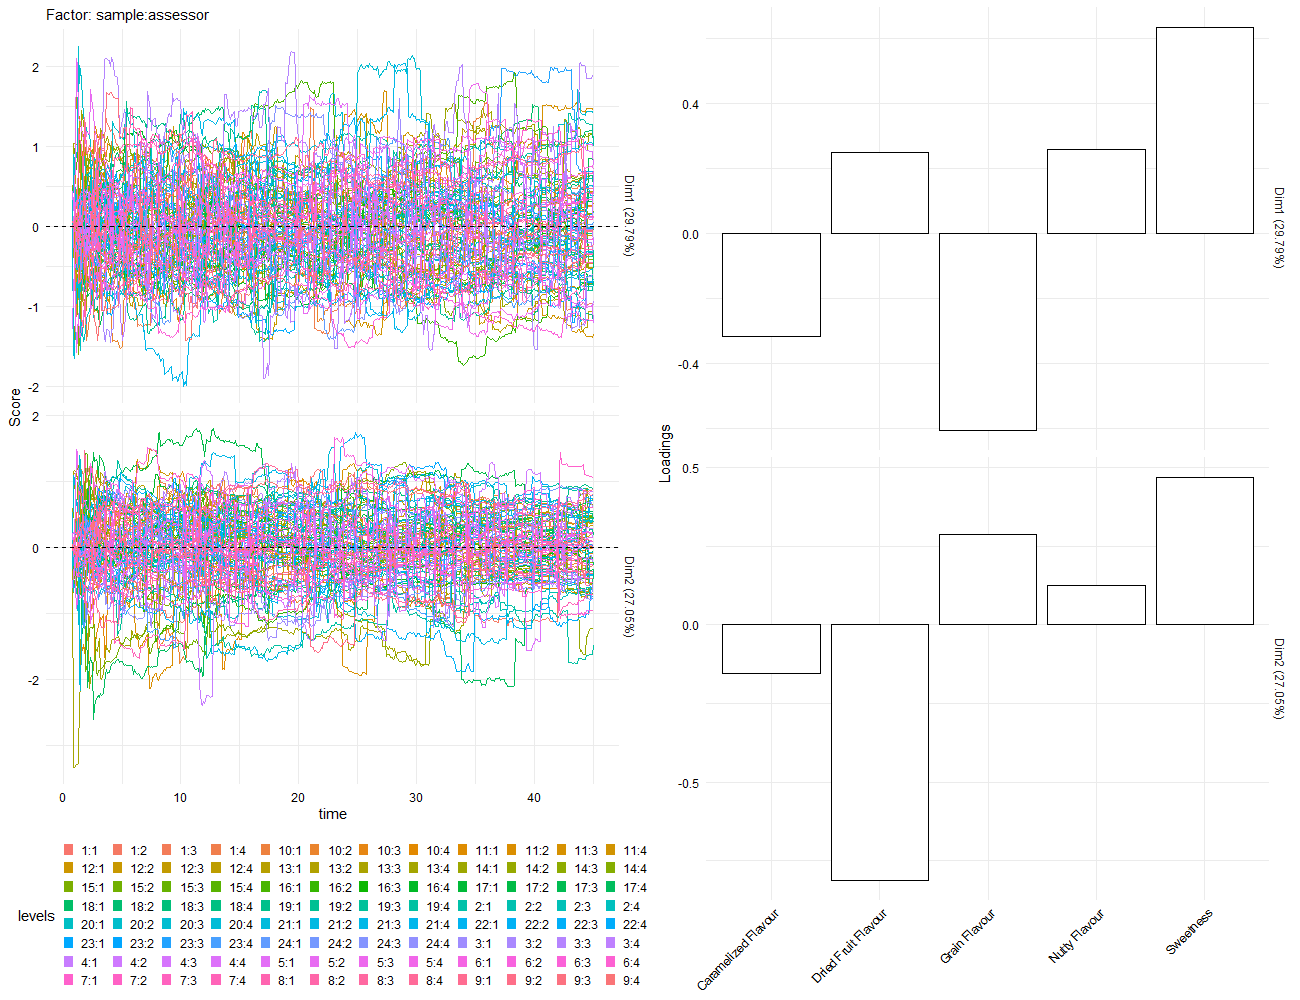 Factor: sample:assessor
Score
2
1
0
-1
-2
Dim1 (29.79%)
2
1
0
-1
-2
Dim2 (27.05%)
0 10 20 30 40
time
levels
1:1 1:2 1:3 1:4 10:1 10:2 10:3 10:4 11:1 11:2 11:3 11:4
12:1 12:2 12:3 12:4 13:1 13:2 13:3 13:4 14:1 14:2 14:3 14:4
15:1 15:2 15:3 15:4 16:1 16:2 16:3 16:4 17:1 17:2 17:3 17:4
18:1 18:2 18:3 18:4 19:1 19:2 19:3 19:4 2:1 2:2 2:3 2:4
20:1 20:2 20:3 20:4 21:1 21:2 21:3 21:4 22:1 22:2 22:3 22:4
23:1 23:2 23:3 23:4 24:1 24:2 24:3 24:4 3:1 3:2 3:3 3:4
4:1 4:2 4:3 4:4 5:1 5:2 5:3 5:4 6:1 6:2 6:3 6:4
7:1 7:2 7:3 7:4 8:1 8:2 8:3 8:4 9:1 9:2 9:3 9:4
Loadings
0.4
0.0
-0.4
Dim1 (29.79%)
0.5
0.0
-0.5
Dim2 (27.05%)
Caramelized Flavour
Dried Fruit Flavour
Grain Flavour
Nutty Flavour
Sweetness